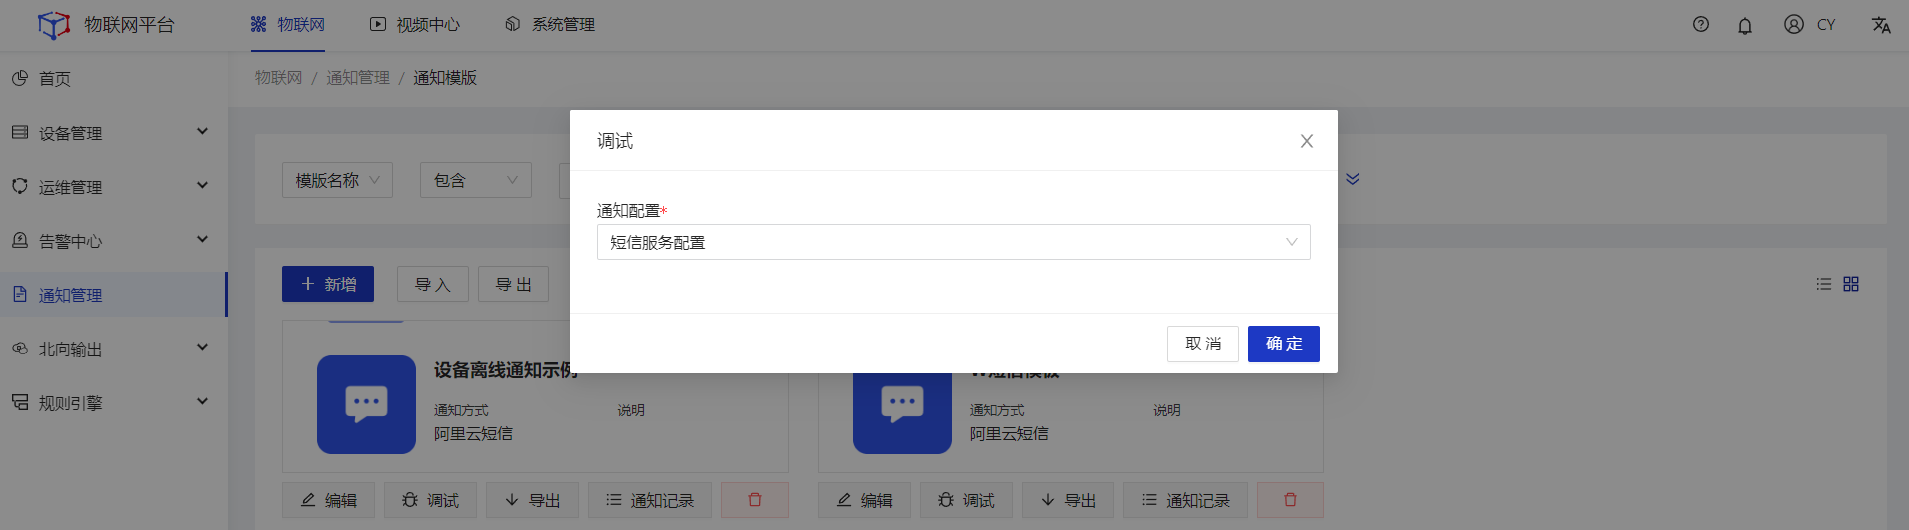 物联网平台
物联网
视频中心
系统管理
CY
首页
设备管理
运维管理
告警中心
通知管理
北向输出
规则引擎
物联网 / 通知管理 / 通知模版
模版名称
包含
新增
导入
导出
调试
通知配置*
短信服务配置
取消
确定
设备离线通知示例
通知方式
说明
阿里云短信
编辑
调试
导出
通知记录
通知方式
说明
阿里云短信
编辑
调试
导出
通知记录